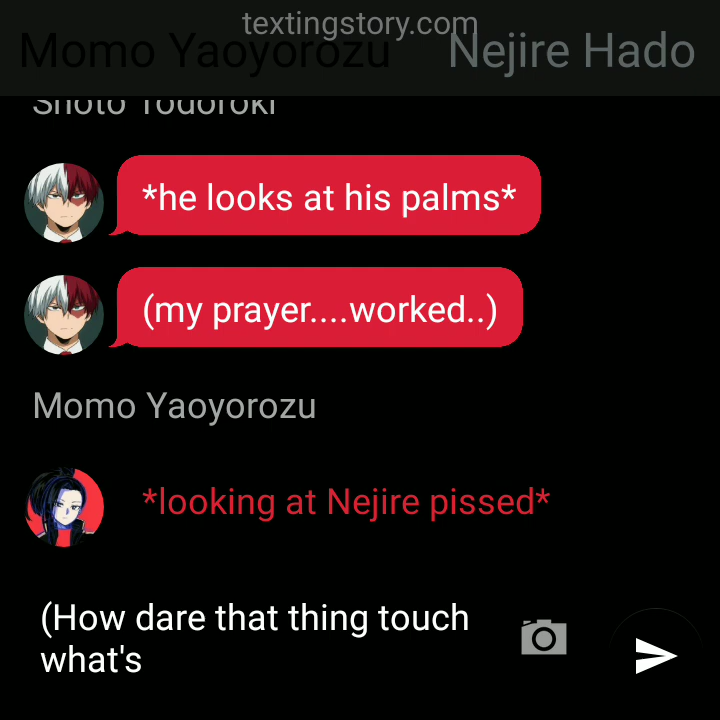 textingstory.com
Momo Yaoyorozu Nejire Hado
Shoto Todoroki
*he looks at his palms*
(my prayer....worked..)
Momo Yaoyorozu
*looking at Nejire pissed*
(How dare that thing touch
what's